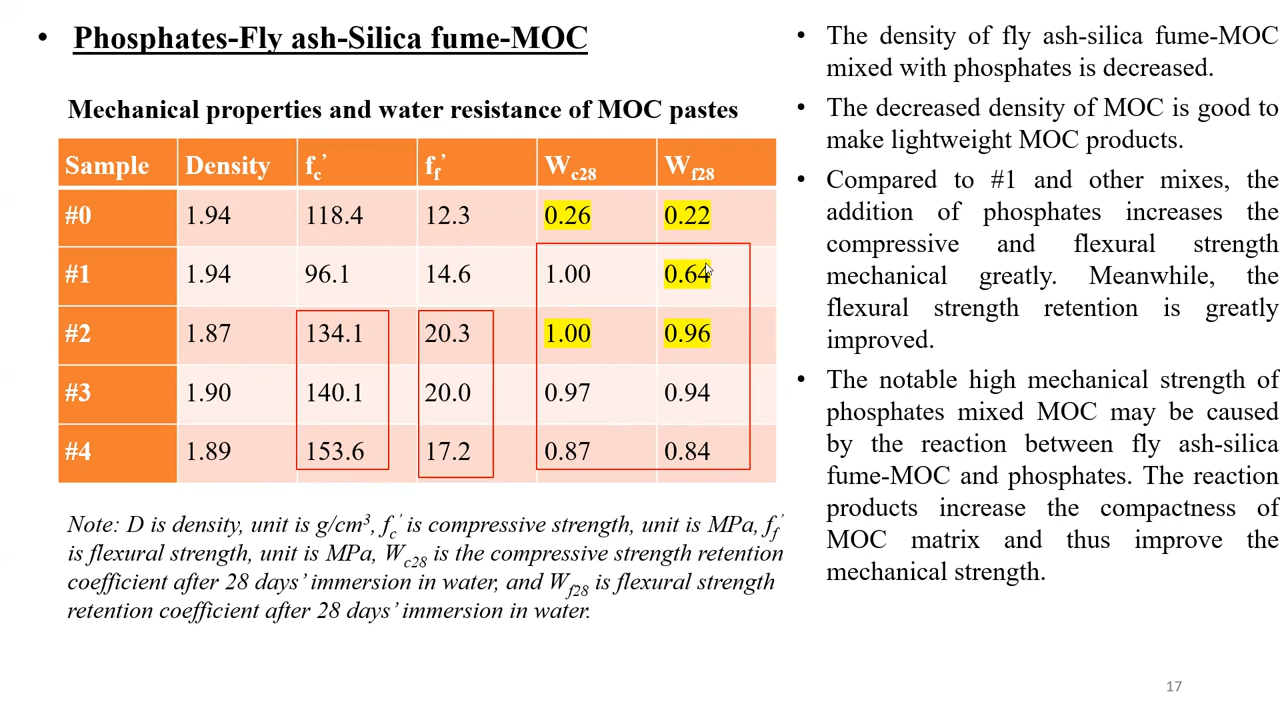 • Phosphates-Fly ash-Silica fume-MOC
Mechanical properties and water resistance of MOC pastes
Sample Density fc’ ff’ Wc28 Wf28
#0 1.94 118.4 12.3 0.26 0.22
#1 1.94 96.1 14.6 1.00 0.64
#2 1.87 134.1 20.3 1.00 0.96
#3 1.90 140.1 20.0 0.97 0.94
#4 1.89 153.6 17.2 0.87 0.84
Note: D is density, unit is g/cm3, fc’ is compressive strength, unit is MPa, ff’
is flexural strength, unit is MPa, Wc28 is the compressive strength retention
coefficient after 28 days’ immersion in water, and Wf28 is flexural strength
retention coefficient after 28 days’ immersion in water.
• The density of fly ash-silica fume-MOC
mixed with phosphates is decreased.
• The decreased density of MOC is good to
make lightweight MOC products.
• Compared to #1 and other mixes, the
addition of phosphates increases the
compressive and flexural strength
mechanical greatly. Meanwhile, the
flexural strength retention is greatly
improved.
• The notable high mechanical strength of
phosphates mixed MOC may be caused
by the reaction between fly ash-silica
fume-MOC and phosphates. The reaction
products increase the compactness of
MOC matrix and thus improve the
mechanical strength.
17